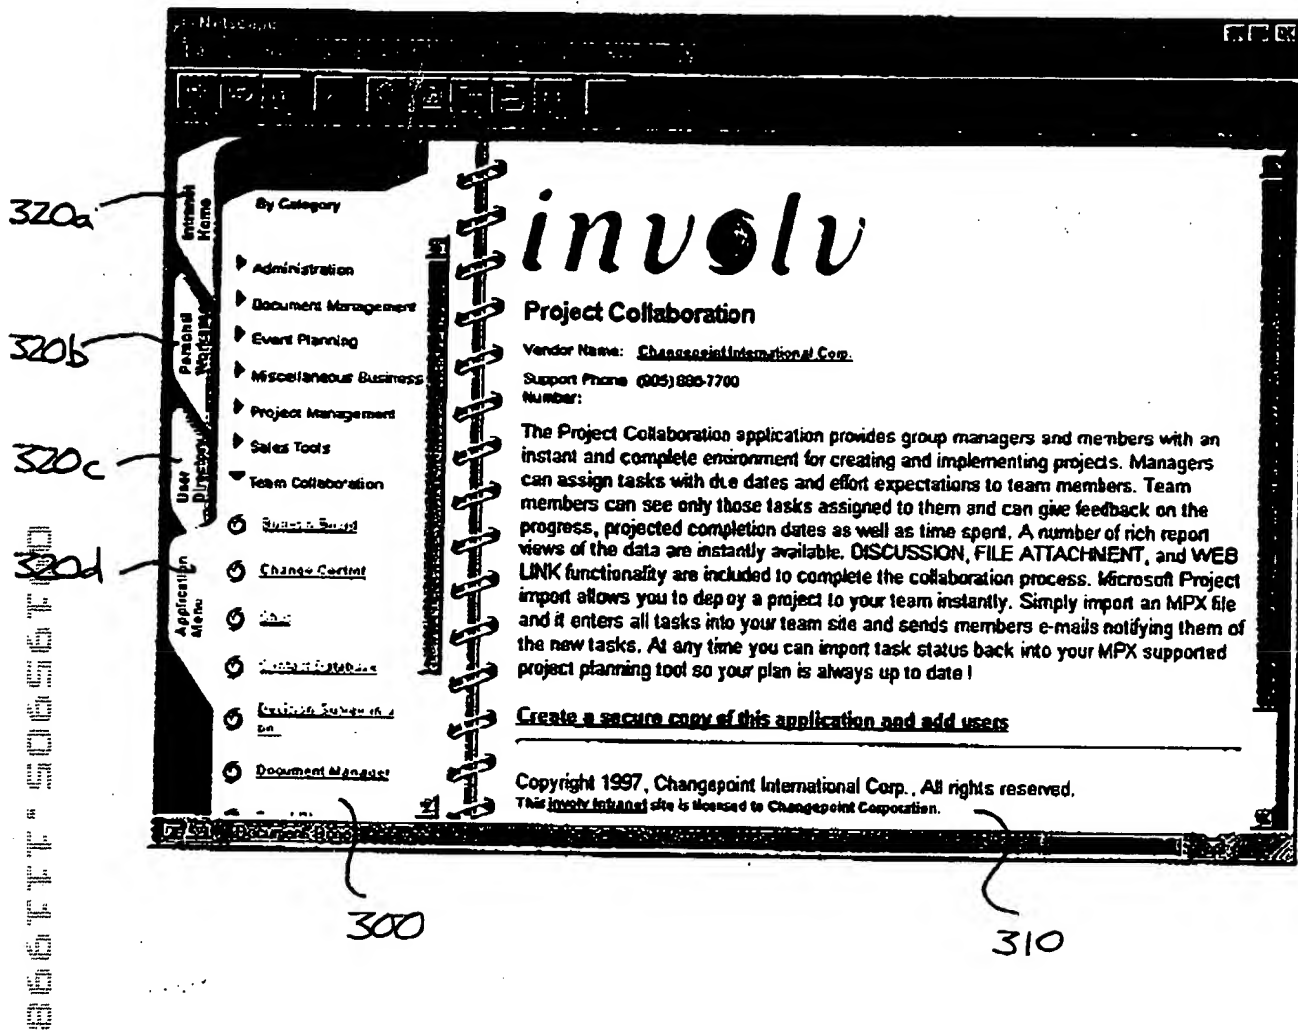 Netscape
320a
320b
320c
320d
Intranet
Home
Personal
User
Directory
Application
Menu
By Category
Administration
Document Management
Event Planning
Miscellaneous Business
Project Management
Sales Tools
Team Collaboration
Change Control
Chat
Contact Database
Document Manager
involv
Project Collaboration
Vendor Name: Changepoint International Corp.
Support Phone (905) 886-7700
Number:
The Project Collaboration application provides group managers and members with an
instant and complete environment for creating and implementing projects. Managers
can assign tasks with due dates and effort expectations to team members. Team
members can see only those tasks assigned to them and can give feedback on the
progress, projected completion dates as well as time spent. A number of rich report
views of the data are instantly available. DISCUSSION, FILE ATTACHMENT, and WEB
LINK functionality are included to complete the collaboration process. Microsoft Project
import allows you to deploy a project to your team instantly. Simply import an MPX file
and it enters all tasks into your team site and sends members e-mails notifying them of
the new tasks. At any time you can import task status back into your MPX supported
project planning tool so your plan is always up to date !
Create a secure copy of this application and add users
Copyright 1997, Changepoint International Corp., All rights reserved.
This involv Intranet site is licensed to Changepoint Corporation.
300
310